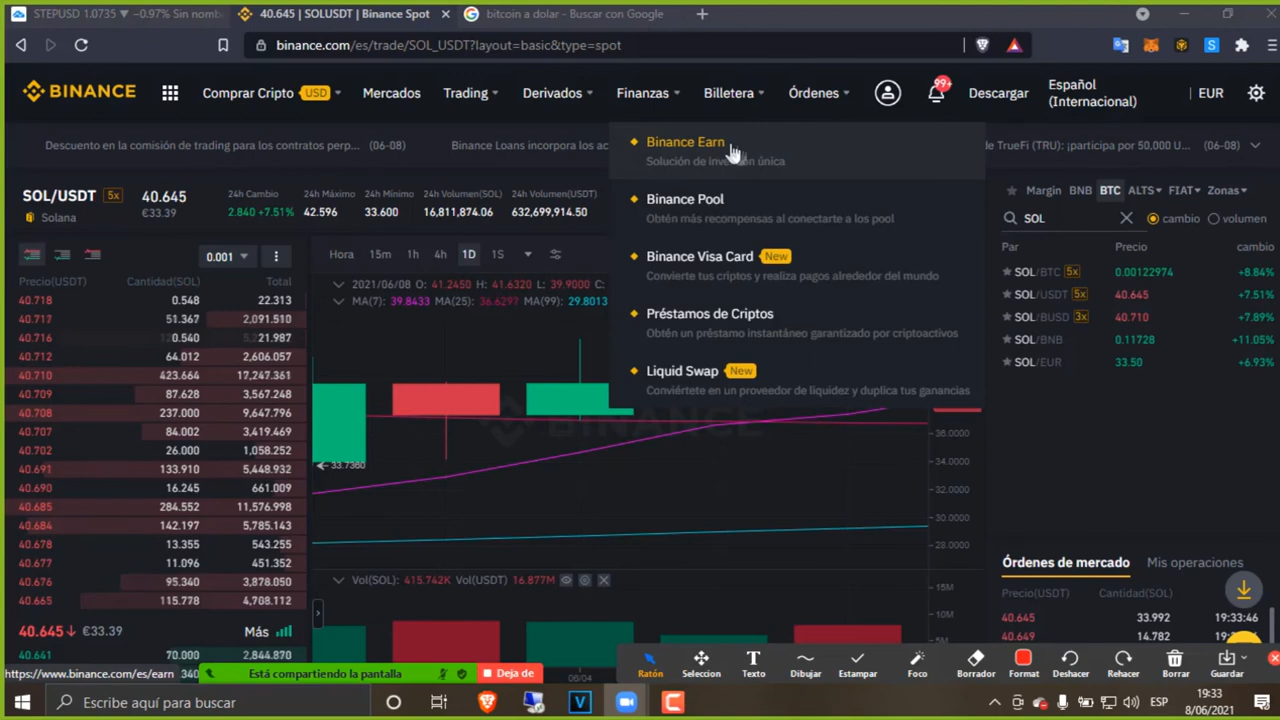 STEPUSD 1.0735 ▼ −0.97% Sin nomb
40.645 | SOLUSDT | Binance Spot
bitcoin a dolar - Buscar con Google
binance.com/es/trade/SOL_USDT?layout=basic&type=spot
BINANCE
Comprar Cripto USD
Mercados
Trading
Derivados
Finanzas
Billetera
Órdenes
99+
Descargar
Español
(Internacional)
EUR
Descuento en la comisión de trading para los contratos perp... (06-08)
Binance Loans incorpora los ac
de TrueFi (TRU): ¡participa por 50,000 U... (06-08)
Binance Earn
Solución de inversión única
Binance Pool
Obtén más recompensas al conectarte a los pool
Binance Visa Card New
Convierte tus criptos y realiza pagos alrededor del mundo
Préstamos de Criptos
Obtén un préstamo instantáneo garantizado por criptoactivos
Liquid Swap New
Conviértete en un proveedor de liquidez y duplica tus ganancias
SOL/USDT 5x
Solana
40.645
€33.39
24h Cambio
2.840 +7.51%
24h Máximo
42.596
24h Mínimo
33.600
24h Volumen(SOL)
16,811,874.06
24h Volumen(USDT)
632,699,914.50
0.001
Precio(USDT) Cantidad(SOL) Total
40.718 0.548 22.313
40.717 51.367 2,091.510
40.716 0.540 5,221.987
40.712 64.012 2,606.057
40.710 423.664 17,247.361
40.709 87.628 3,567.248
40.708 237.000 9,647.796
40.707 84.002 3,419.469
40.702 26.000 1,058.252
40.691 133.910 5,448.932
40.690 16.245 661.009
40.685 284.552 11,576.998
40.684 142.197 5,785.143
40.678 13.355 543.255
40.677 11.096 451.352
40.676 95.340 3,878.050
40.665 115.778 4,708.112
40.645 €33.39 Más
40.641 70.000 2,844.870
340
Hora 15m 1h 4h 1D 1S
2021/06/08 O: 41.2450 H: 41.6320 L: 39.9000 C:
MA(7): 39.8433 MA(25): 36.6297 MA(99): 29.8013
BINANCE
33.7360
36.0000
34.0000
32.0000
30.0000
28.0000
Vol(SOL): 415.742K Vol(USDT) 16.877M
15M
10M
5M
06/04
Margin BNB BTC ALTS FIAT Zonas
SOL
cambio volumen
Par Precio cambio
SOL/BTC 5x 0.00122974 +8.84%
SOL/USDT 5x 40.645 +7.51%
SOL/BUSD 3x 40.710 +7.89%
SOL/BNB 0.11728 +11.05%
SOL/EUR 33.50 +6.93%
Órdenes de mercado Mis operaciones
Precio(USDT) Cantidad(SOL)
40.645 33.992 19:33:46
40.649 14.782
https://www.binance.com/es/earn
Está compartiendo la pantalla
Deja de
Ratón
Selección
Texto
Dibujar
Estampar
Foco
Borrador
Format
Deshacer
Rehacer
Borrar
Guardar
Escribe aquí para buscar
ESP
19:33
8/06/2021